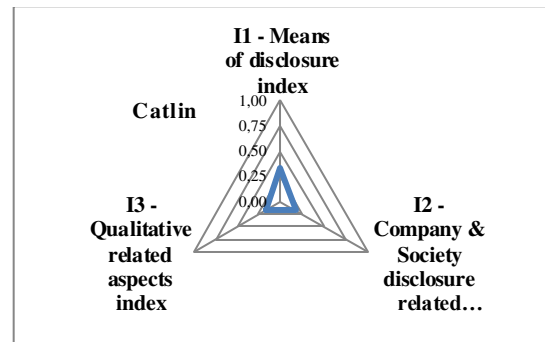 I1 - Means
of disclosure
index
Catlin
1,00
0,75
0,50
0,25
0,00
I3 -
Qualitative
related
aspects
index
I2 -
Company &
Society
disclosure
related…